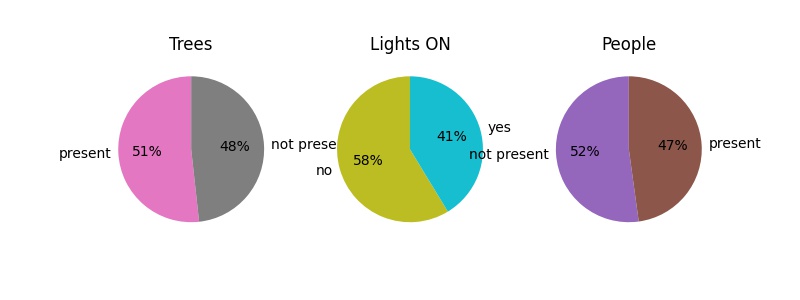 Trees
present
51%
48%
not prese
Lights ON
no
58%
41%
yes
People
not present
52%
47%
present